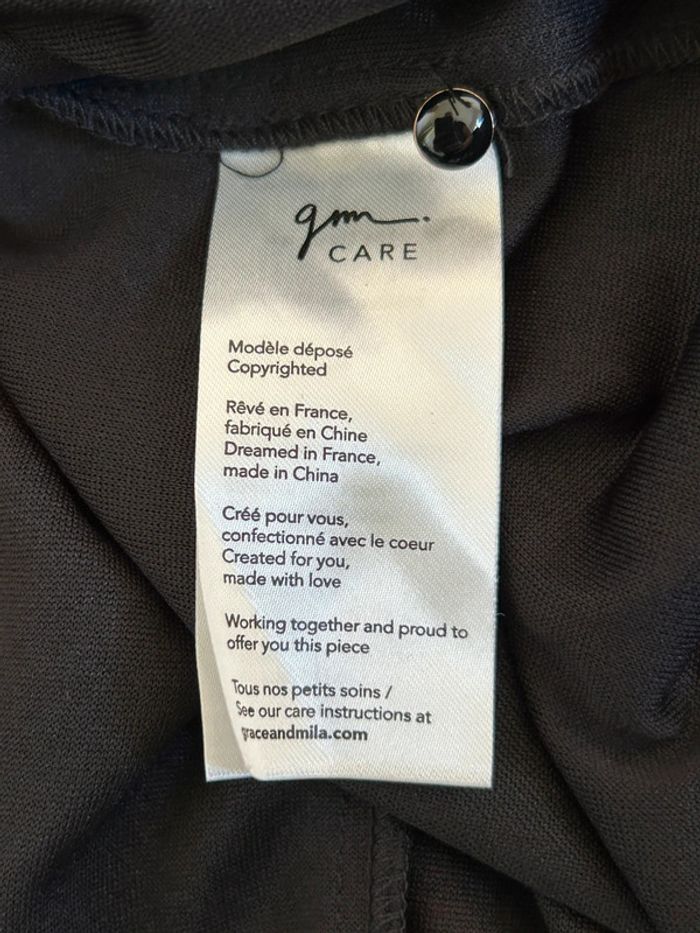 gm.
CARE
Modèle déposé
Copyrighted
Rêvé en France,
fabriqué en Chine
Dreamed in France,
made in China
Créé pour vous,
confectionné avec le coeur
Created for you,
made with love
Working together and proud to
offer you this piece
Tous nos petits soins /
See our care instructions at
graceandmila.com